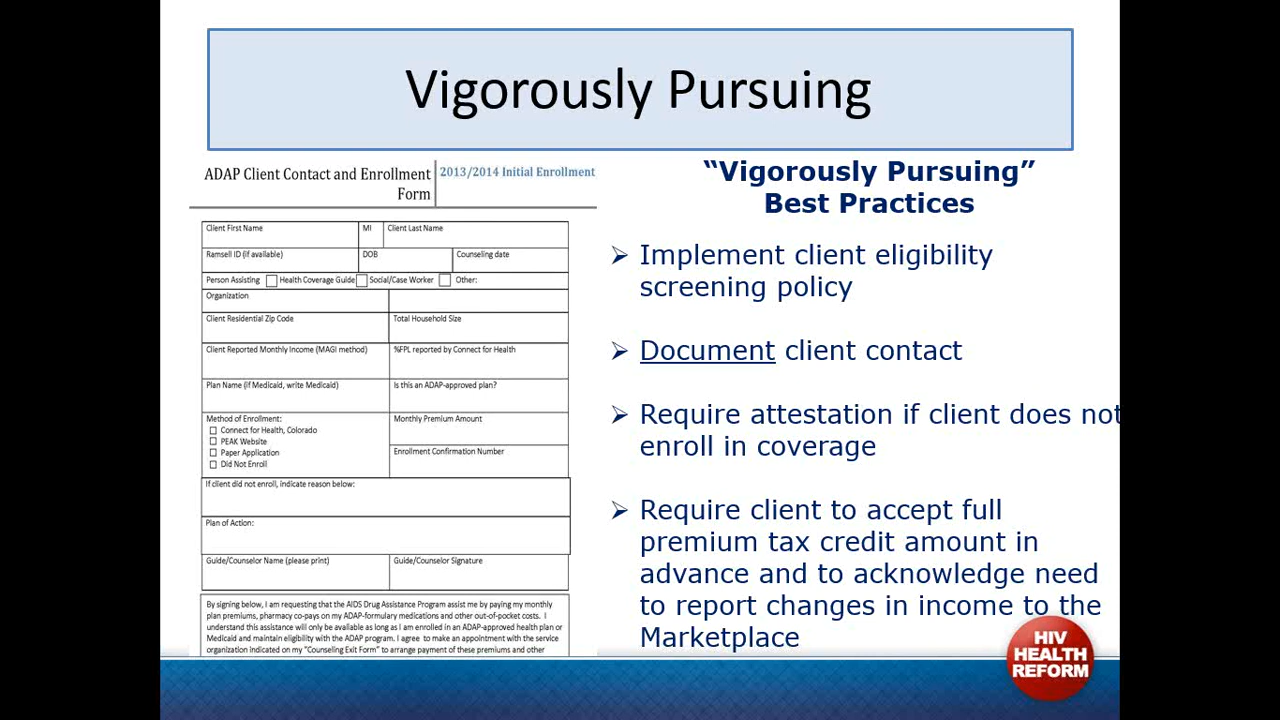 Vigorously Pursuing
ADAP Client Contact and Enrollment
Form
2013/2014 Initial Enrollment
Client First Name
MI
Client Last Name
Ramsell ID (if available)
DOB
Counseling date
Person Assisting
Health Coverage Guide
Social/Case Worker
Other:
Organization
Client Residential Zip Code
Total Household Size
Client Reported Monthly Income (MAGI method)
%FPL reported by Connect for Health
Plan Name (if Medicaid, write Medicaid)
Is this an ADAP-approved plan?
Method of Enrollment:
Connect for Health, Colorado
PEAK Website
Paper Application
Did Not Enroll
Monthly Premium Amount
Enrollment Confirmation Number
If client did not enroll, indicate reason below:
Plan of Action:
Guide/Counselor Name (please print)
Guide/Counselor Signature
By signing below, I am requesting that the AIDS Drug Assistance Program assist me by paying my monthly
plan premiums, pharmacy co-pays on my ADAP-formulary medications and other out-of-pocket costs. I
understand this assistance will only be available as long as I am enrolled in an ADAP-approved health plan or
Medicaid and maintain eligibility with the ADAP program. I agree to make an appointment with the service
organization indicated on my "Counseling Exit Form" to arrange payment of these premiums and other
“Vigorously Pursuing”
Best Practices
➢ Implement client eligibility
screening policy
➢ Document client contact
➢ Require attestation if client does not
enroll in coverage
➢ Require client to accept full
premium tax credit amount in
advance and to acknowledge need
to report changes in income to the
Marketplace
HIV
HEALTH
REFORM